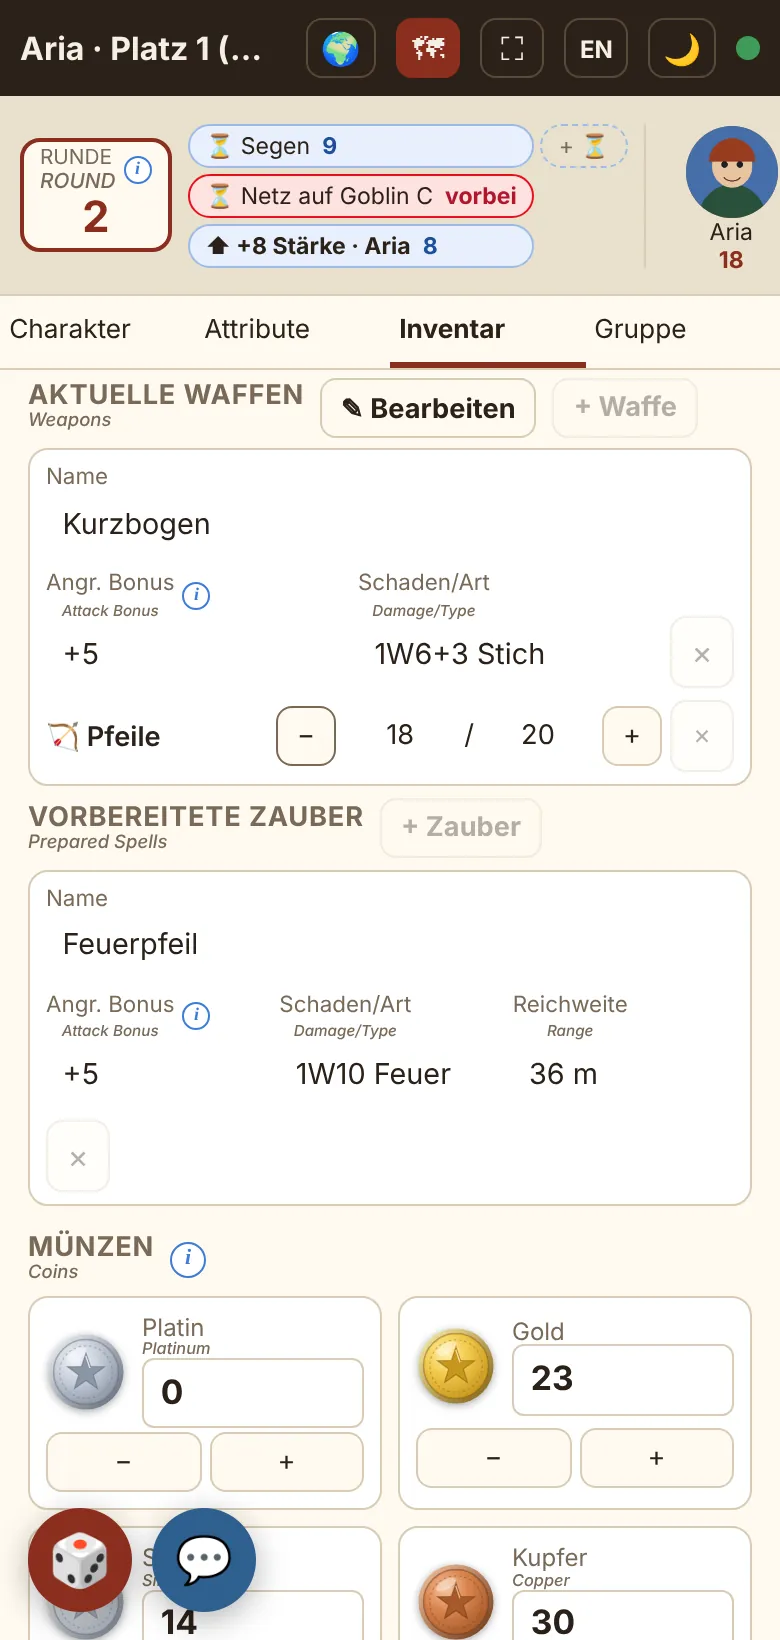 Aria · Platz 1 (...
EN
RUNDE
ROUND
i
2
Segen 9
Netz auf Goblin C vorbei
+8 Stärke · Aria 8
+
Aria
18
Charakter Attribute Inventar Gruppe
AKTUELLE WAFFEN
Weapons
✎ Bearbeiten
+ Waffe
Name
Kurzbogen
Angr. Bonus i Schaden/Art
Attack Bonus Damage/Type
+5 1W6+3 Stich ×
Pfeile − 18 / 20 + ×
VORBEREITETE ZAUBER
Prepared Spells
+ Zauber
Name
Feuerpfeil
Angr. Bonus i Schaden/Art Reichweite
Attack Bonus Damage/Type Range
+5 1W10 Feuer 36 m
×
MÜNZEN i
Coins
Platin
Platinum
0
− +
Gold
23
− +
14
Kupfer
Copper
30